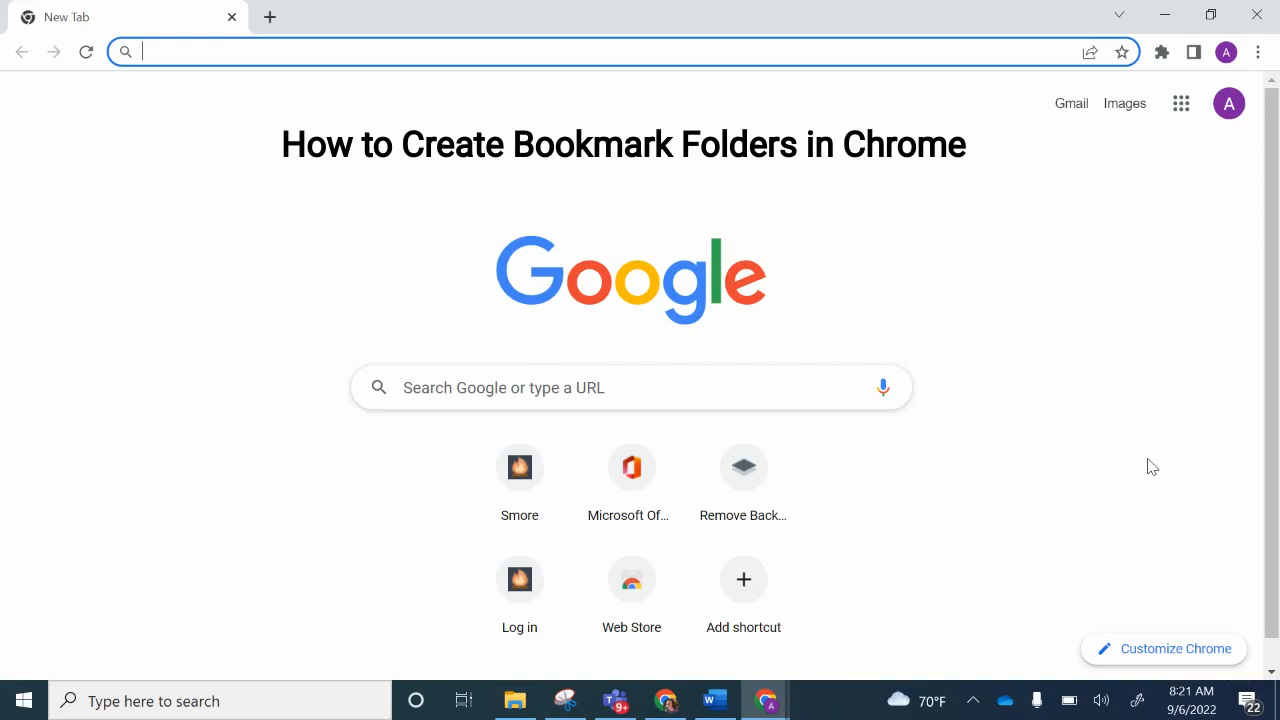 New Tab
A
Gmail Images
A
How to Create Bookmark Folders in Chrome
Google
Search Google or type a URL
Smore
Microsoft Of...
Remove Back...
Log in
Web Store
Add shortcut
Customize Chrome
Type here to search
9+
W
A
70°F
8:21 AM
9/6/2022
22